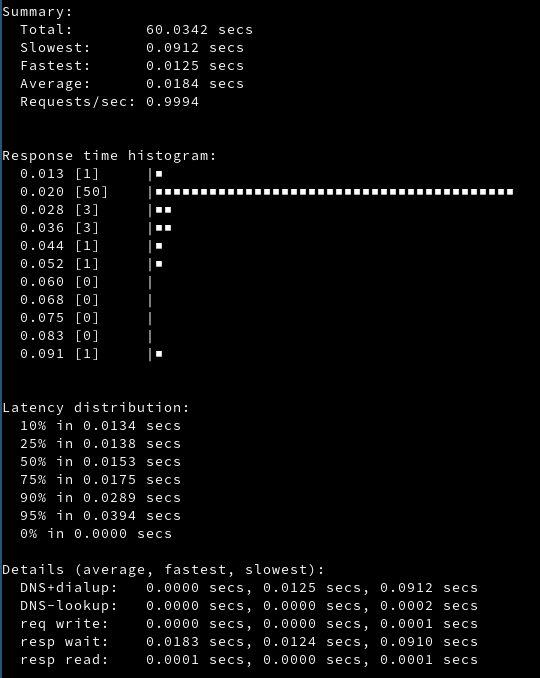 Summary:
  Total:        60.0342 secs
  Slowest:      0.0912 secs
  Fastest:      0.0125 secs
  Average:      0.0184 secs
  Requests/sec: 0.9994
Response time histogram:
  0.013 [1]     |■
  0.020 [50]    |■■■■■■■■■■■■■■■■■■■■■■■■■■■■■■■■■■■■■■■■
  0.028 [3]     |■■
  0.036 [3]     |■■
  0.044 [1]     |■
  0.052 [1]     |■
  0.060 [0]     |
  0.068 [0]     |
  0.075 [0]     |
  0.083 [0]     |
  0.091 [1]     |■
Latency distribution:
  10% in 0.0134 secs
  25% in 0.0138 secs
  50% in 0.0153 secs
  75% in 0.0175 secs
  90% in 0.0289 secs
  95% in 0.0394 secs
  0% in 0.0000 secs
Details (average, fastest, slowest):
  DNS+dialup:   0.0000 secs, 0.0125 secs, 0.0912 secs
  DNS-lookup:   0.0000 secs, 0.0000 secs, 0.0002 secs
  req write:    0.0000 secs, 0.0000 secs, 0.0001 secs
  resp wait:    0.0183 secs, 0.0124 secs, 0.0910 secs
  resp read:    0.0001 secs, 0.0000 secs, 0.0001 secs